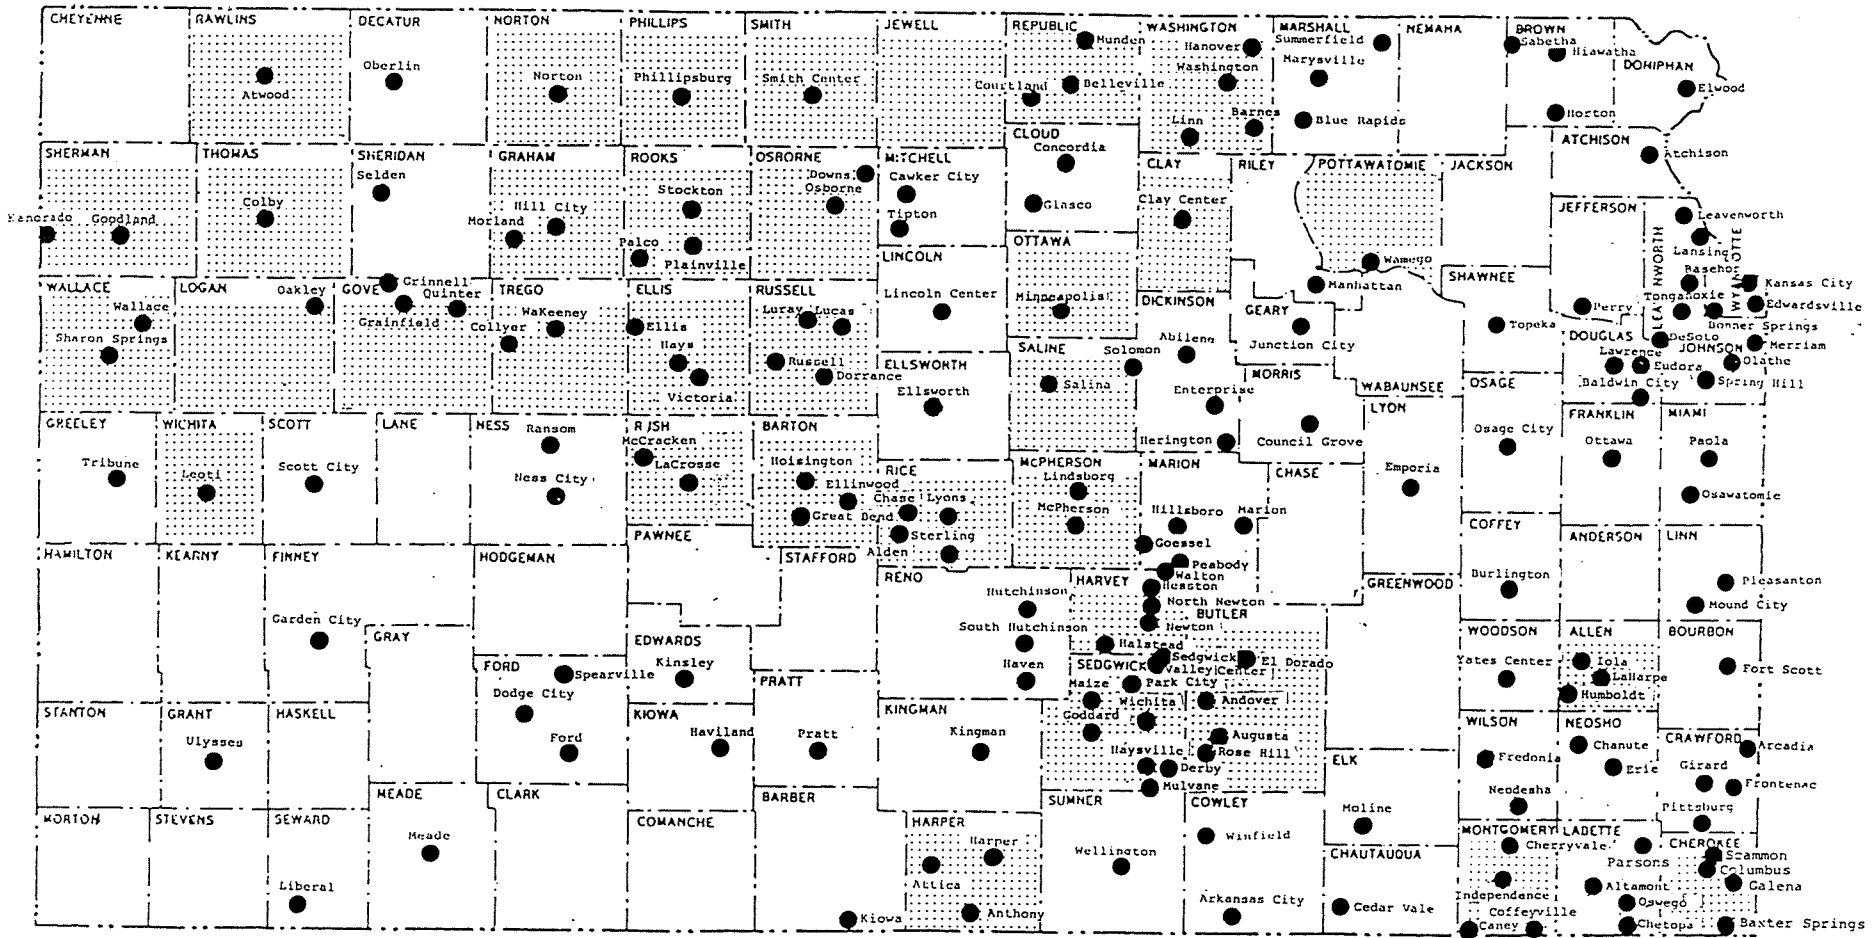 CHEYENNE
RAWLINS
Atwood
DECATUR
Oberlin
NORTON
Norton
PHILLIPS
Phillipsburg
SMITH
Smith Center
JEWELL
REPUBLIC
Munden
Courtland
Belleville
WASHINGTON
Hanover
Washington
Linn
Barnes
MARSHALL
Summerfield
Marysville
Blue Rapids
NEMAHA
BROWN
Sabetha
Hiawatha
Horton
DONIPHAN
Elwood
SHERMAN
Kanorado
Goodland
THOMAS
Colby
SHERIDAN
Selden
GRAHAM
Hill City
Morland
ROOKS
Stockton
Palco
Plainville
OSBORNE
Downs
Osborne
MITCHELL
Cawker City
Tipton
CLOUD
Concordia
Glasco
CLAY
Clay Center
RILEY
Manhattan
POTTAWATOMIE
Wamego
JACKSON
ATCHISON
Atchison
JEFFERSON
Perry
LEAVENWORTH
Leavenworth
Lansing
Basehor
Tonganoxie
WYANDOTTE
Kansas City
Edwardsville
Bonner Springs
WALLACE
Wallace
Sharon Springs
LOGAN
Oakley
GOVE
Grinnell
Quinter
Grainfield
TREGO
WaKeeney
Collyer
ELLIS
Ellis
Hays
Victoria
RUSSELL
Luray
Lucas
Russell
Dorrance
LINCOLN
Lincoln Center
OTTAWA
Minneapolis
DICKINSON
Abilene
Solomon
Enterprise
Herington
GEARY
Junction City
SHAWNEE
Topeka
DOUGLAS
Lawrence
Eudora
Baldwin City
JOHNSON
DeSoto
Merriam
Olathe
Spring Hill
ELLSWORTH
Ellsworth
SALINE
Salina
MORRIS
Council Grove
WABAUNSEE
OSAGE
Osage City
LYON
Emporia
FRANKLIN
Ottawa
MIAMI
Paola
Osawatomie
GREELEY
Tribune
WICHITA
Leoti
SCOTT
Scott City
LANE
NESS
Ransom
Ness City
RUSH
McCracken
LaCrosse
BARTON
Hoisington
Ellinwood
Great Bend
RICE
Chase
Lyons
Sterling
Alden
McPHERSON
Lindsborg
McPherson
MARION
Hillsboro
Marion
Goessel
Peabody
CHASE
COFFEY
Burlington
ANDERSON
LINN
Pleasanton
Mound City
HAMILTON
KEARNY
FINNEY
Garden City
HODGEMAN
PAWNEE
STAFFORD
RENO
Hutchinson
South Hutchinson
Haven
HARVEY
Walton
Hesston
North Newton
Newton
Halstead
BUTLER
El Dorado
Andover
Augusta
Rose Hill
GREENWOOD
GRAY
FORD
Spearville
Dodge City
Ford
EDWARDS
Kinsley
PRATT
Pratt
SEDGWICK
Sedgwick
Valley Center
Park City
Maize
Wichita
Goddard
Haysville
Derby
Mulvane
WOODSON
Yates Center
ALLEN
Iola
LaHarpe
Humboldt
BOURBON
Fort Scott
STANTON
GRANT
Ulysses
HASKELL
KIOWA
Haviland
KINGMAN
Kingman
WILSON
Fredonia
Neodesha
NEOSHO
Chanute
Erie
CRAWFORD
Arcadia
Girard
Frontenac
Pittsburg
ELK
Moline
MORTON
STEVENS
SEWARD
Liberal
MEADE
Meade
CLARK
COMANCHE
BARBER
Kiowa
HARPER
Harper
Attica
Anthony
SUMNER
Wellington
COWLEY
Winfield
Arkansas City
CHAUTAUQUA
Cedar Vale
MONTGOMERY
Cherryvale
Independence
Coffeyville
Caney
LABETTE
Parsons
Altamont
Oswego
Chetopa
CHEROKEE
Scammon
Columbus
Galena
Baxter Springs